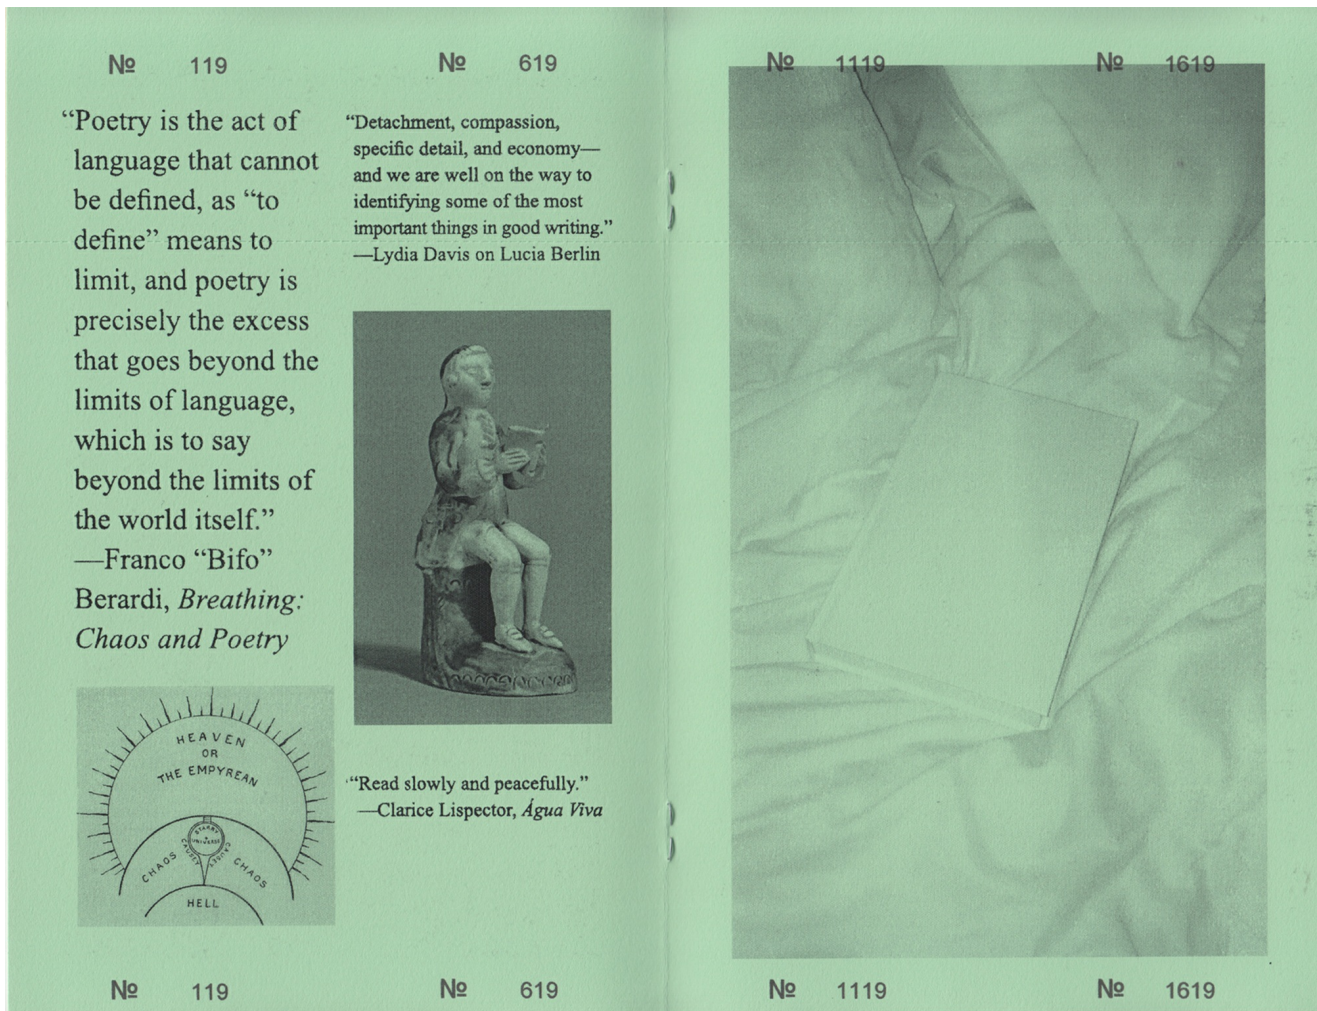 № 119
№ 619
№ 1119
№ 1619
“Poetry is the act of
language that cannot
be defined, as “to
define” means to
limit, and poetry is
precisely the excess
that goes beyond the
limits of language,
which is to say
beyond the limits of
the world itself.”
—Franco “Bifo”
Berardi, Breathing:
Chaos and Poetry
HEAVEN
OR
THE EMPYREAN
STARRY
UNIVERSE
CHAOS
CHAOS
HELL
“Detachment, compassion,
specific detail, and economy—
and we are well on the way to
identifying some of the most
important things in good writing.”
—Lydia Davis on Lucia Berlin
“Read slowly and peacefully.”
—Clarice Lispector, Água Viva
№ 119
№ 619
№ 1119
№ 1619